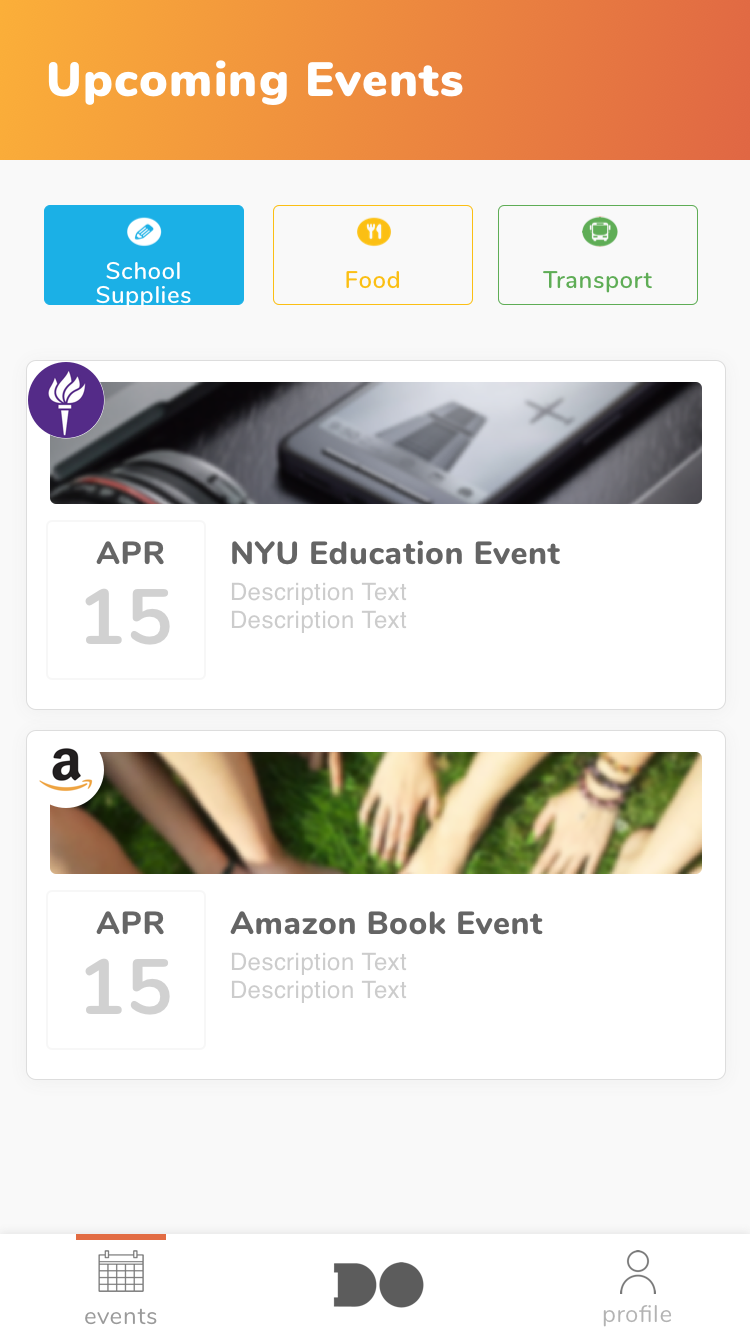 Upcoming Events
School
Supplies
Food
Transport
APR
15
NYU Education Event
Description Text
Description Text
a
APR
15
Amazon Book Event
Description Text
Description Text
events
DO
profile